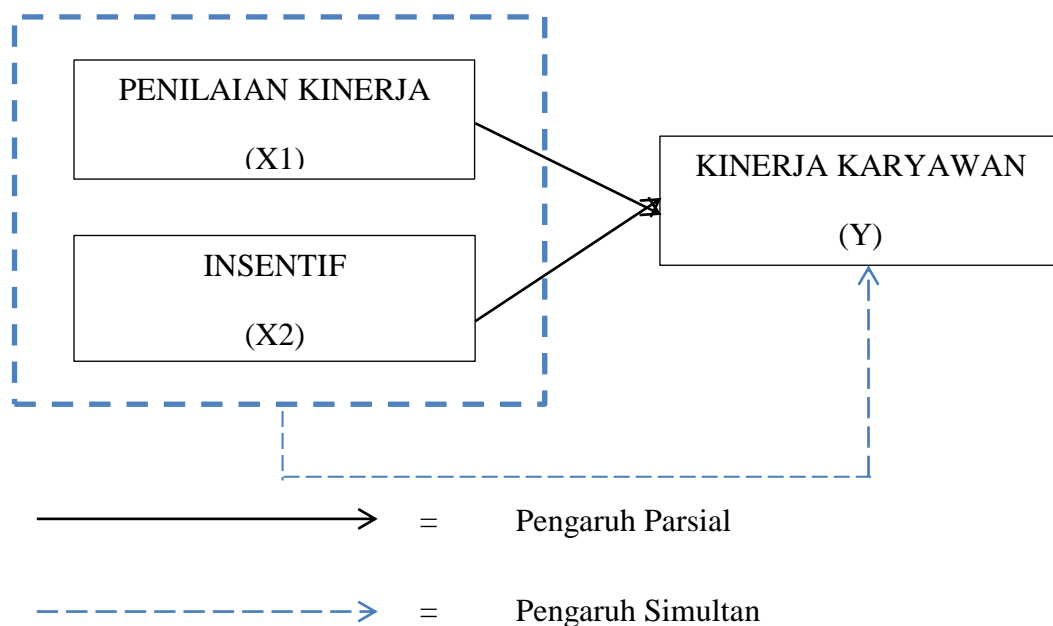 PENILAIAN KINERJA
(X1)
INSENTIF
(X2)
KINERJA KARYAWAN
(Y)
= Pengaruh Parsial
= Pengaruh Simultan